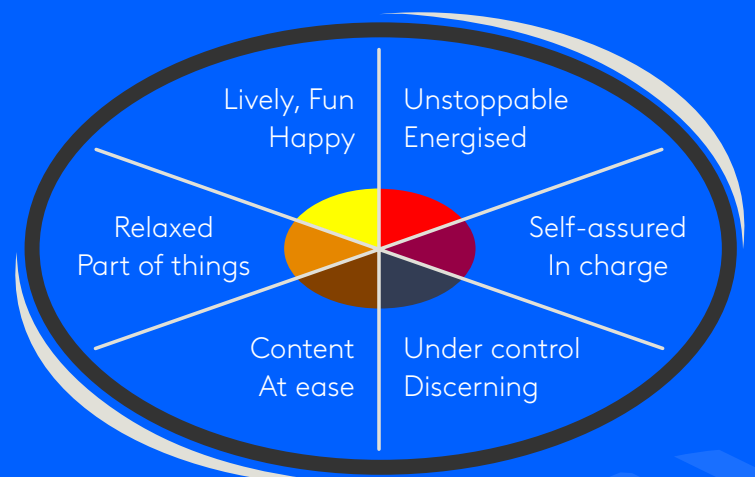 Lively, Fun
Happy
Unstoppable
Energised
Relaxed
Part of things
Self-assured
In charge
Content
At ease
Under control
Discerning